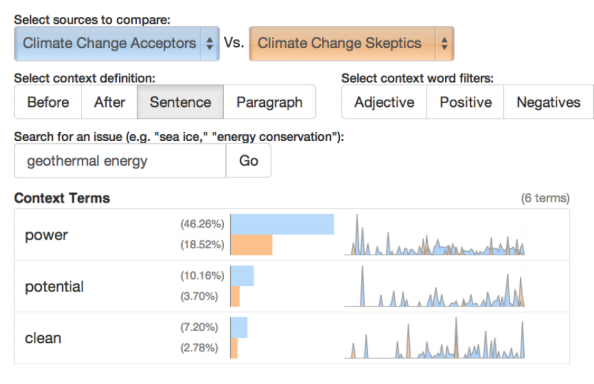 Select sources to compare:
Climate Change Acceptors Vs. Climate Change Skeptics
Select context definition: Select context word filters:
Before After Sentence Paragraph Adjective Positive Negatives
Search for an issue (e.g. "sea ice," "energy conservation"):
geothermal energy Go
Context Terms (6 terms)
power (46.26%)
(18.52%)
potential (10.16%)
(3.70%)
clean (7.20%)
(2.78%)